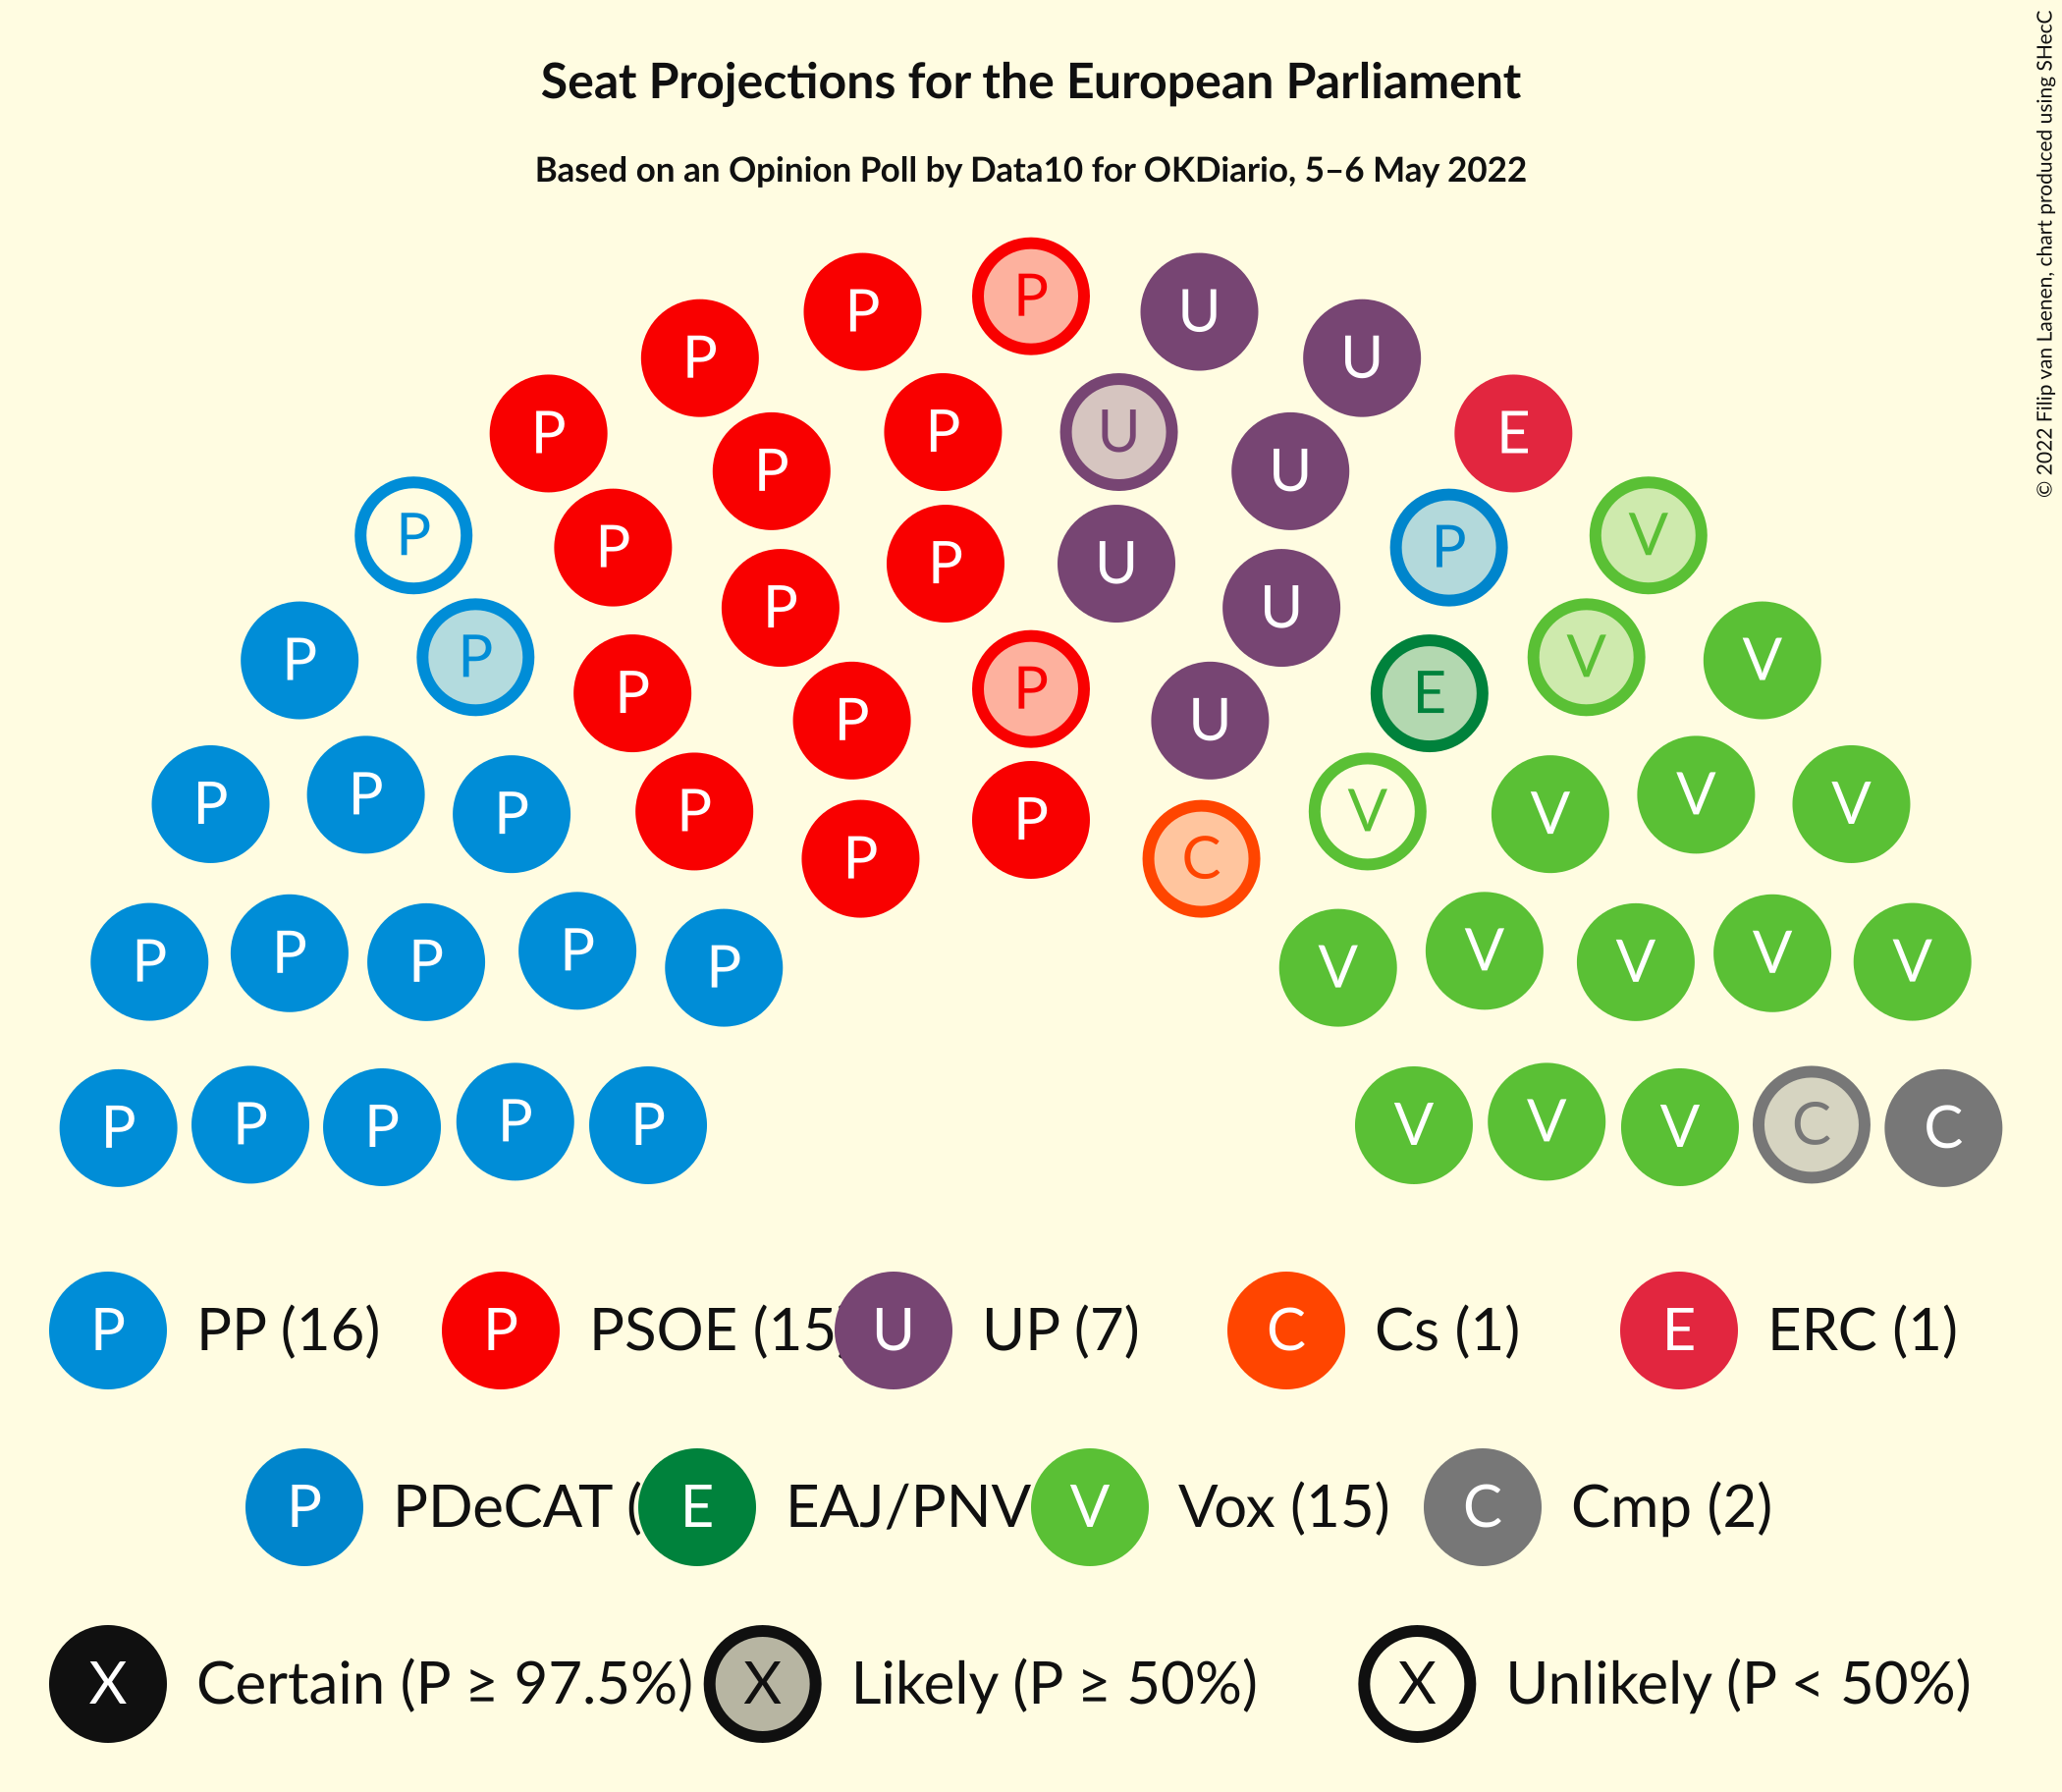 Seat Projections for the European Parliament
Based on an Opinion Poll by Data10 for OKDiario, 5–6 May 2022
© 2022 Filip van Laenen, chart produced using SHecC
P
P U
P U
P P U E
P U
P V
P P
P U
P U
P P V V
P P E
P U
P P P P P V V V V
P C
P P P P P V V V V V
P P P P P V V V C C
P PP (16) P PSOE (15 U UP (7) C Cs (1) E ERC (1)
P PDeCAT ( E EAJ/PNV V Vox (15) C Cmp (2)
X Certain (P ≥ 97.5%) X Likely (P ≥ 50%) X Unlikely (P < 50%)